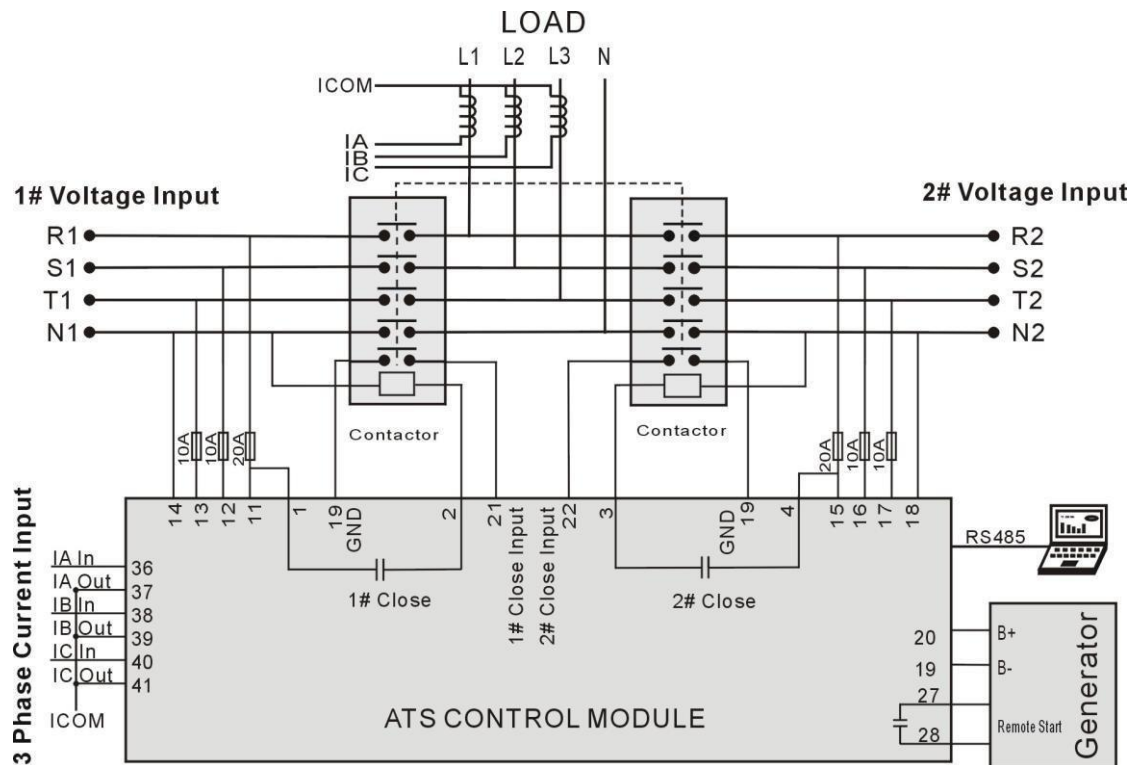 LOAD
L1 L2 L3 N
ICOM
IA
IB
IC
1# Voltage Input
2# Voltage Input
R1
R2
S1
S2
T1
T2
N1
N2
Contactor
Contactor
10A 10A 20A
20A 10A 10A
14 13 12 11 1 19 GND 2 21 1# Close Input 2# Close Input 22 3 GND 19 4 15 16 17 18
RS485
1# Close
2# Close
3 Phase Current Input
IA In 36
IA Out 37
IB In 38
IB Out 39
IC In 40
IC Out 41
ICOM
ATS CONTROL MODULE
20 B+
19 B-
27
28
Remote Start
Generator